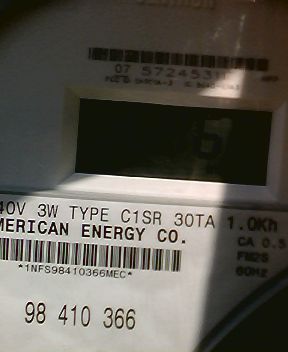 07 5724531
40V 3W TYPE C1SR 30TA 1.0Kh
MERICAN ENERGY CO.
CA 0.5
FM2S
60HZ
*1NFS98410366MEC*
98 410 366